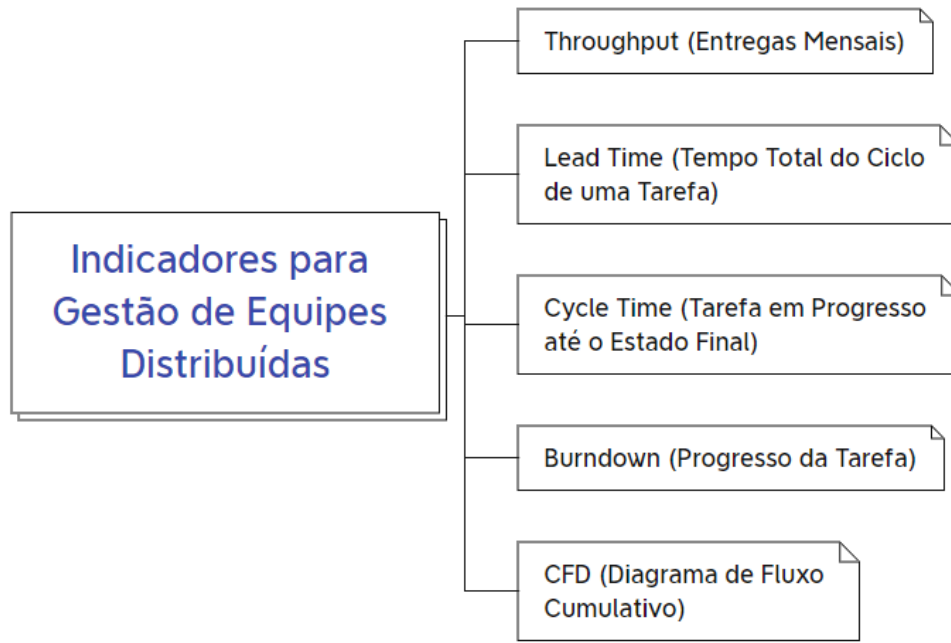 Indicadores para
Gestão de Equipes
Distribuídas
Throughput (Entregas Mensais)
Lead Time (Tempo Total do Ciclo
de uma Tarefa)
Cycle Time (Tarefa em Progresso
até o Estado Final)
Burndown (Progresso da Tarefa)
CFD (Diagrama de Fluxo
Cumulativo)